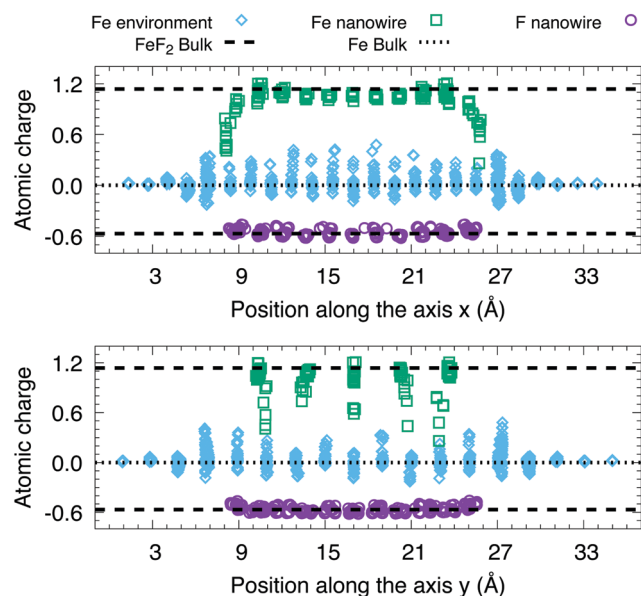 Fe environment Fe nanowire F nanowire
FeF2 Bulk Fe Bulk
1.2
0.6
0.0
-0.6
Atomic charge
3 9 15 21 27 33
Position along the axis x (Å)
1.2
0.6
0.0
-0.6
Atomic charge
3 9 15 21 27 33
Position along the axis y (Å)